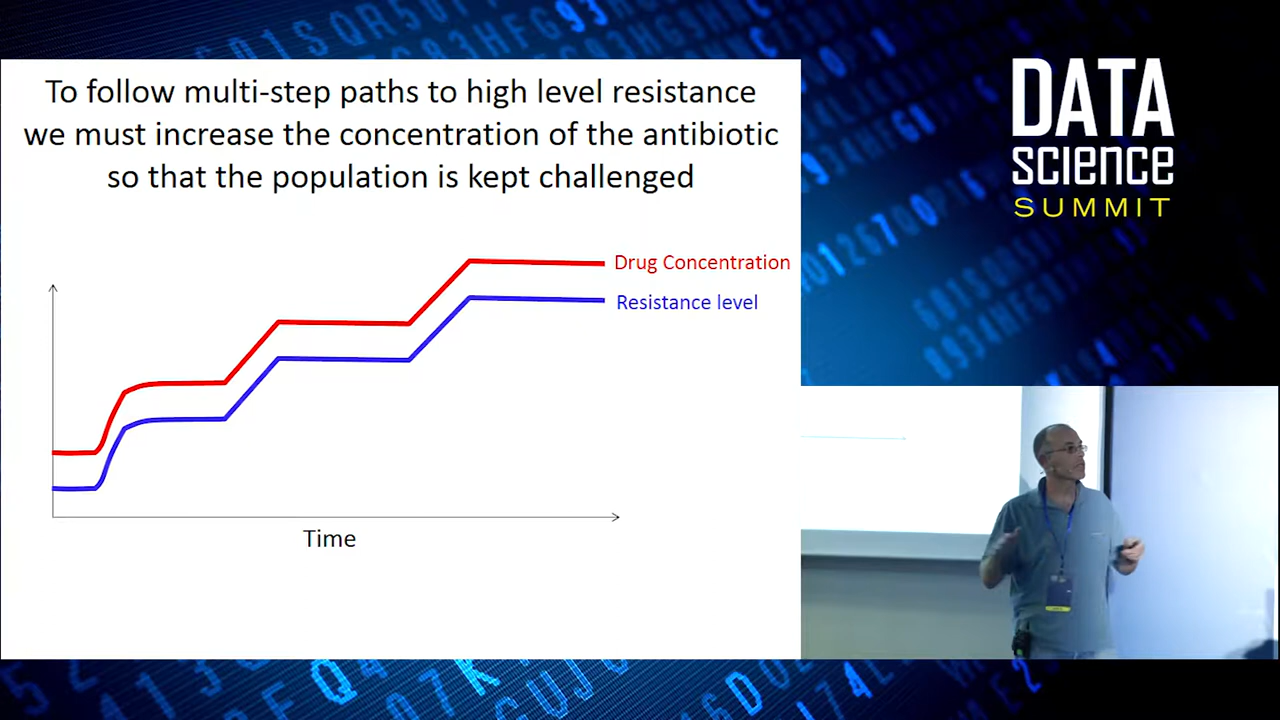 To follow multi-step paths to high level resistance
we must increase the concentration of the antibiotic
so that the population is kept challenged
Drug Concentration
Resistance level
Time
DATA
science
SUMMIT